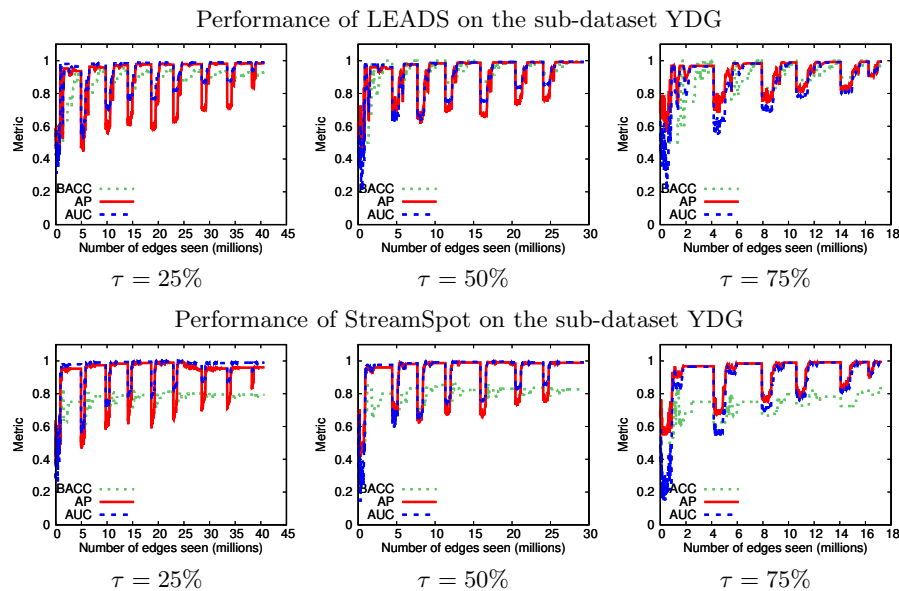 Performance of LEADS on the sub-dataset YDG
Metric
1
0.8
0.6
0.4
0.2
0
BACC
AP
AUC
0 5 10 15 20 25 30 35 40 45
Number of edges seen (millions)
τ = 25%
Metric
1
0.8
0.6
0.4
0.2
0
BACC
AP
AUC
0 5 10 15 20 25 30
Number of edges seen (millions)
τ = 50%
Metric
1
0.8
0.6
0.4
0.2
0
BACC
AP
AUC
0 2 4 6 8 10 12 14 16 18
Number of edges seen (millions)
τ = 75%
Performance of StreamSpot on the sub-dataset YDG
Metric
1
0.8
0.6
0.4
0.2
0
BACC
AP
AUC
0 5 10 15 20 25 30 35 40 45
Number of edges seen (millions)
τ = 25%
Metric
1
0.8
0.6
0.4
0.2
0
BACC
AP
AUC
0 5 10 15 20 25 30
Number of edges seen (millions)
τ = 50%
Metric
1
0.8
0.6
0.4
0.2
0
BACC
AP
AUC
0 2 4 6 8 10 12 14 16 18
Number of edges seen (millions)
τ = 75%